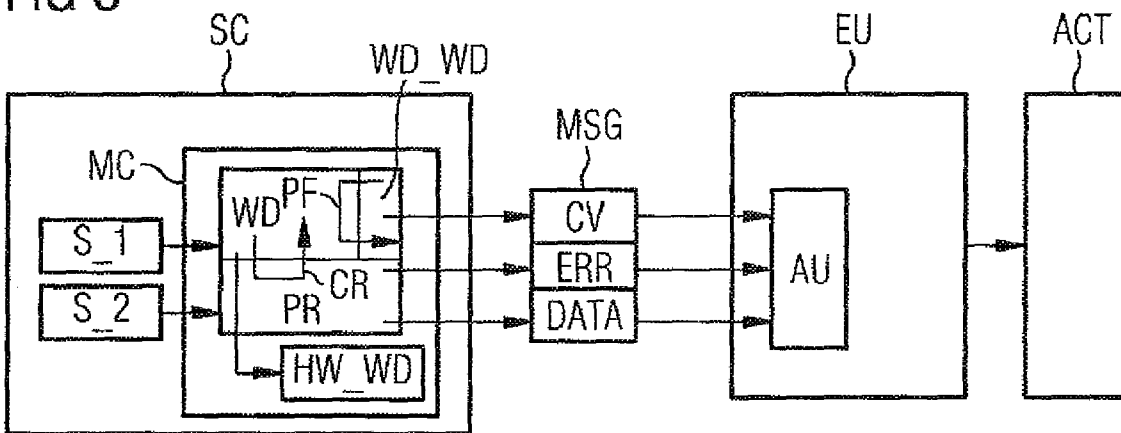 SC
EU
ACT
WD_WD
MSG
MC
PF
WD
CV
S_1
ERR
AU
CR
S_2
PR
DATA
HW_WD